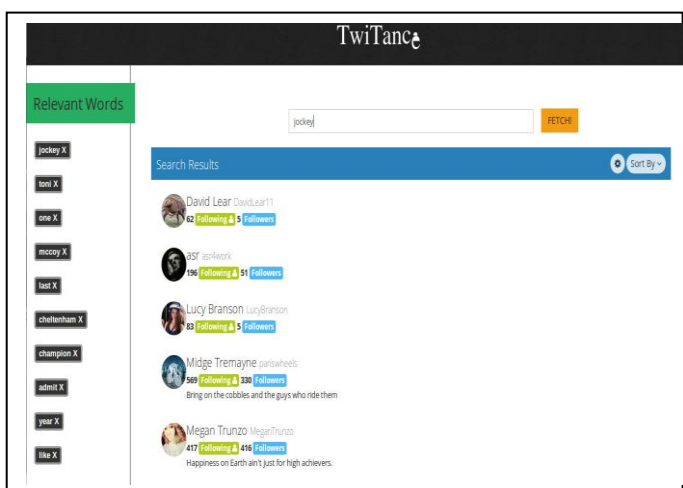 TwiTance
Relevant Words
jockey X
toni X
one X
mccoy X
last X
cheltenham X
champion X
admit X
year X
like X
jockey
FETCH!
Search Results
Sort By
David Lear DavidLear11
62 Following 5 Followers
asr asr4work
196 Following 51 Followers
Lucy Branson LucyBranson
83 Following 5 Followers
Midge Tremayne pariswheels
569 Following 330 Followers
Bring on the cobbles and the guys who ride them
Megan Trunzo MeganTrunzo
417 Following 416 Followers
Happiness on Earth ain't just for high achievers.